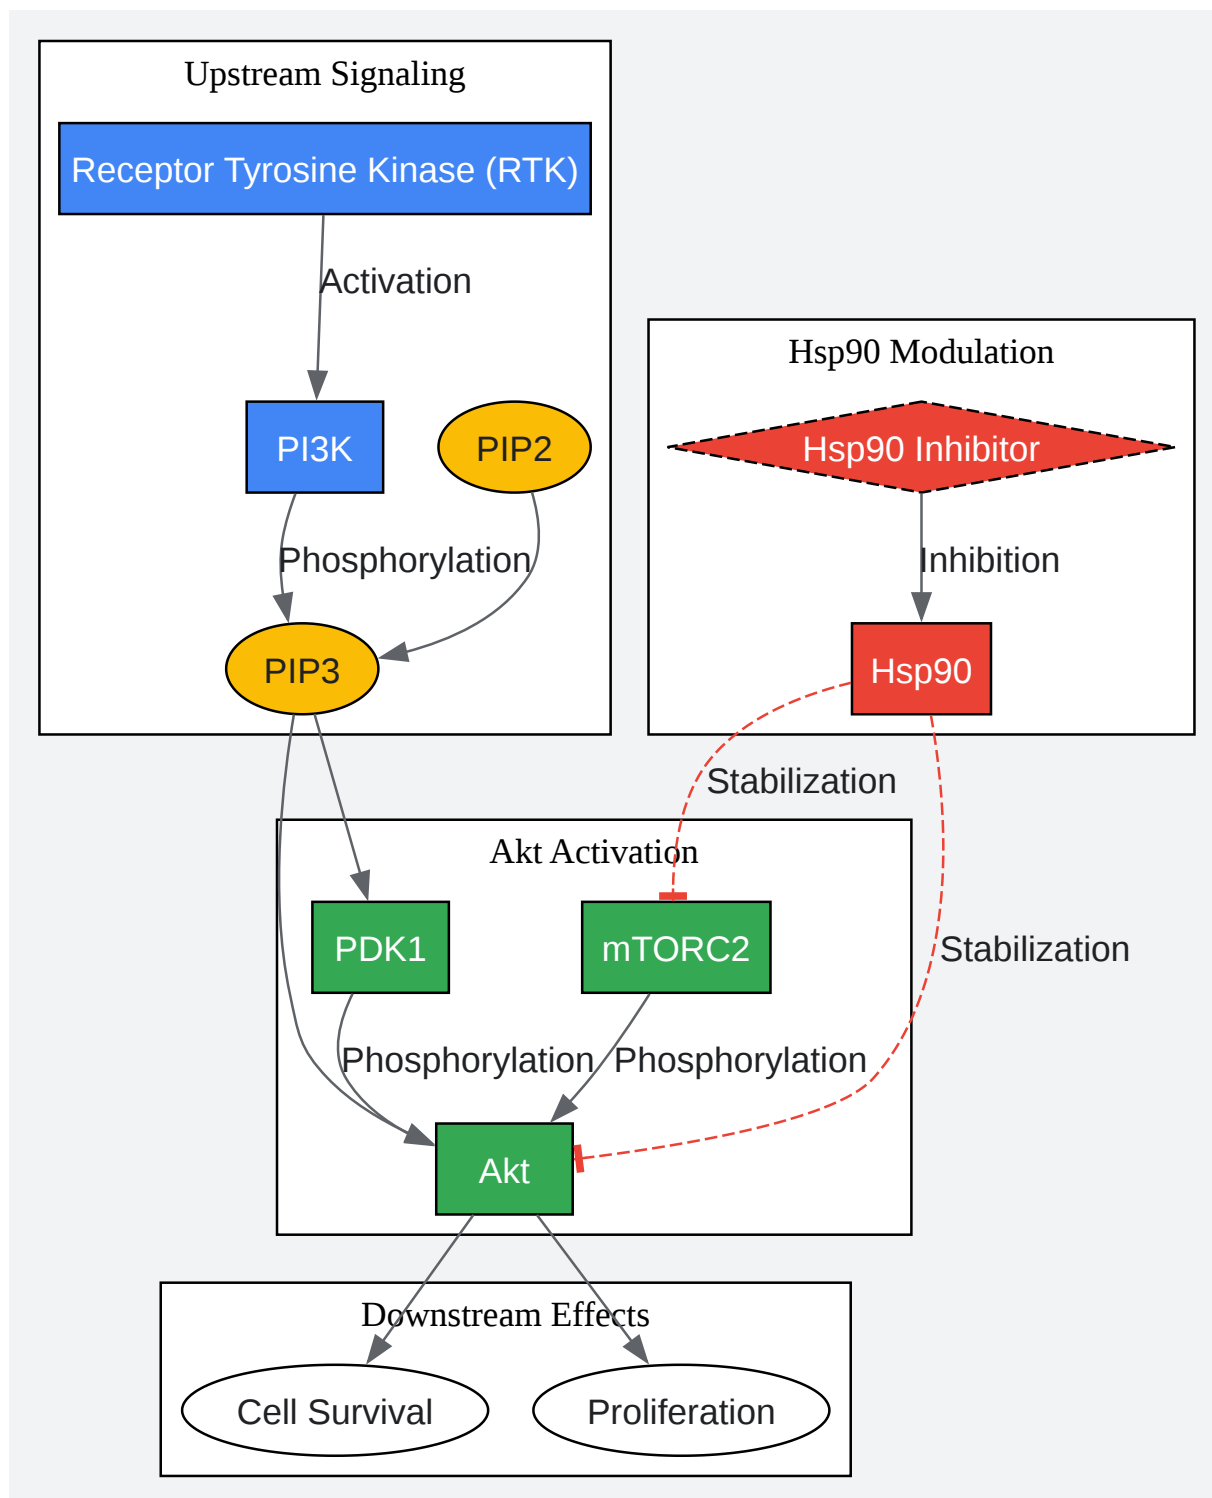 Upstream Signaling
Receptor Tyrosine Kinase (RTK)
Activation
PI3K
PIP2
Phosphorylation
PIP3
Hsp90 Modulation
Hsp90 Inhibitor
Inhibition
Hsp90
Stabilization
Stabilization
Akt Activation
PDK1
mTORC2
Phosphorylation
Phosphorylation
Akt
Downstream Effects
Cell Survival
Proliferation